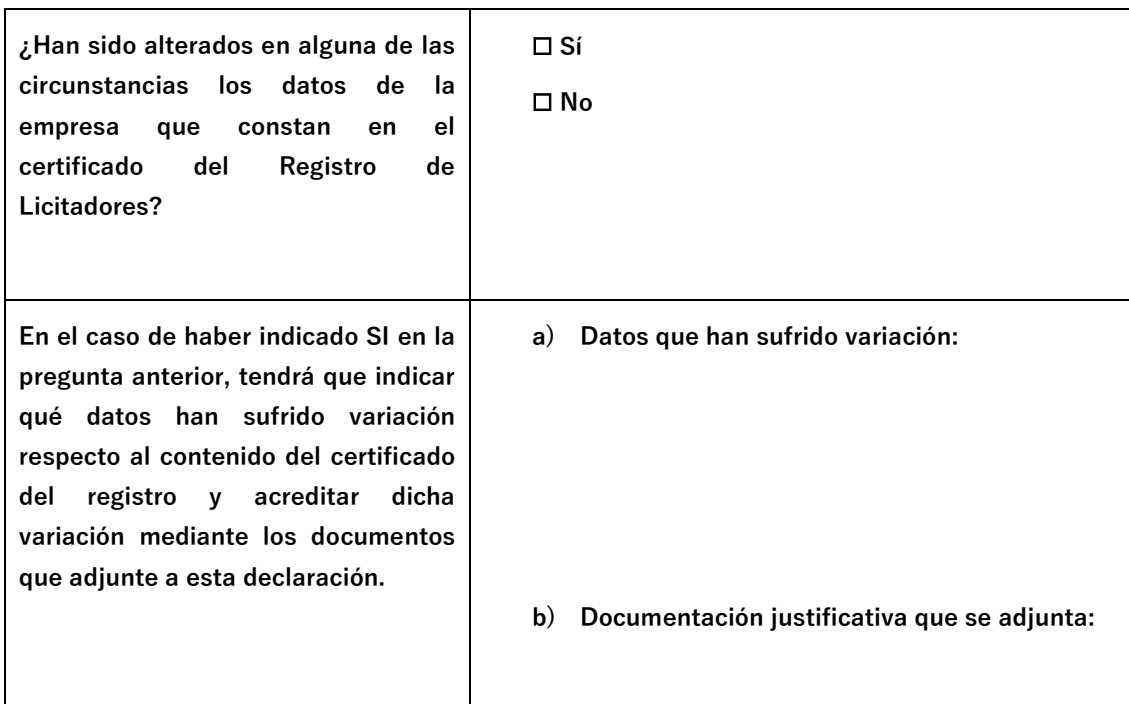 ¿Han sido alterados en alguna de las
circunstancias los datos de la
empresa que constan en el
certificado del Registro de
Licitadores?
☐ Sí
☐ No
En el caso de haber indicado SI en la
pregunta anterior, tendrá que indicar
qué datos han sufrido variación
respecto al contenido del certificado
del registro y acreditar dicha
variación mediante los documentos
que adjunte a esta declaración.
a) Datos que han sufrido variación:
b) Documentación justificativa que se adjunta: